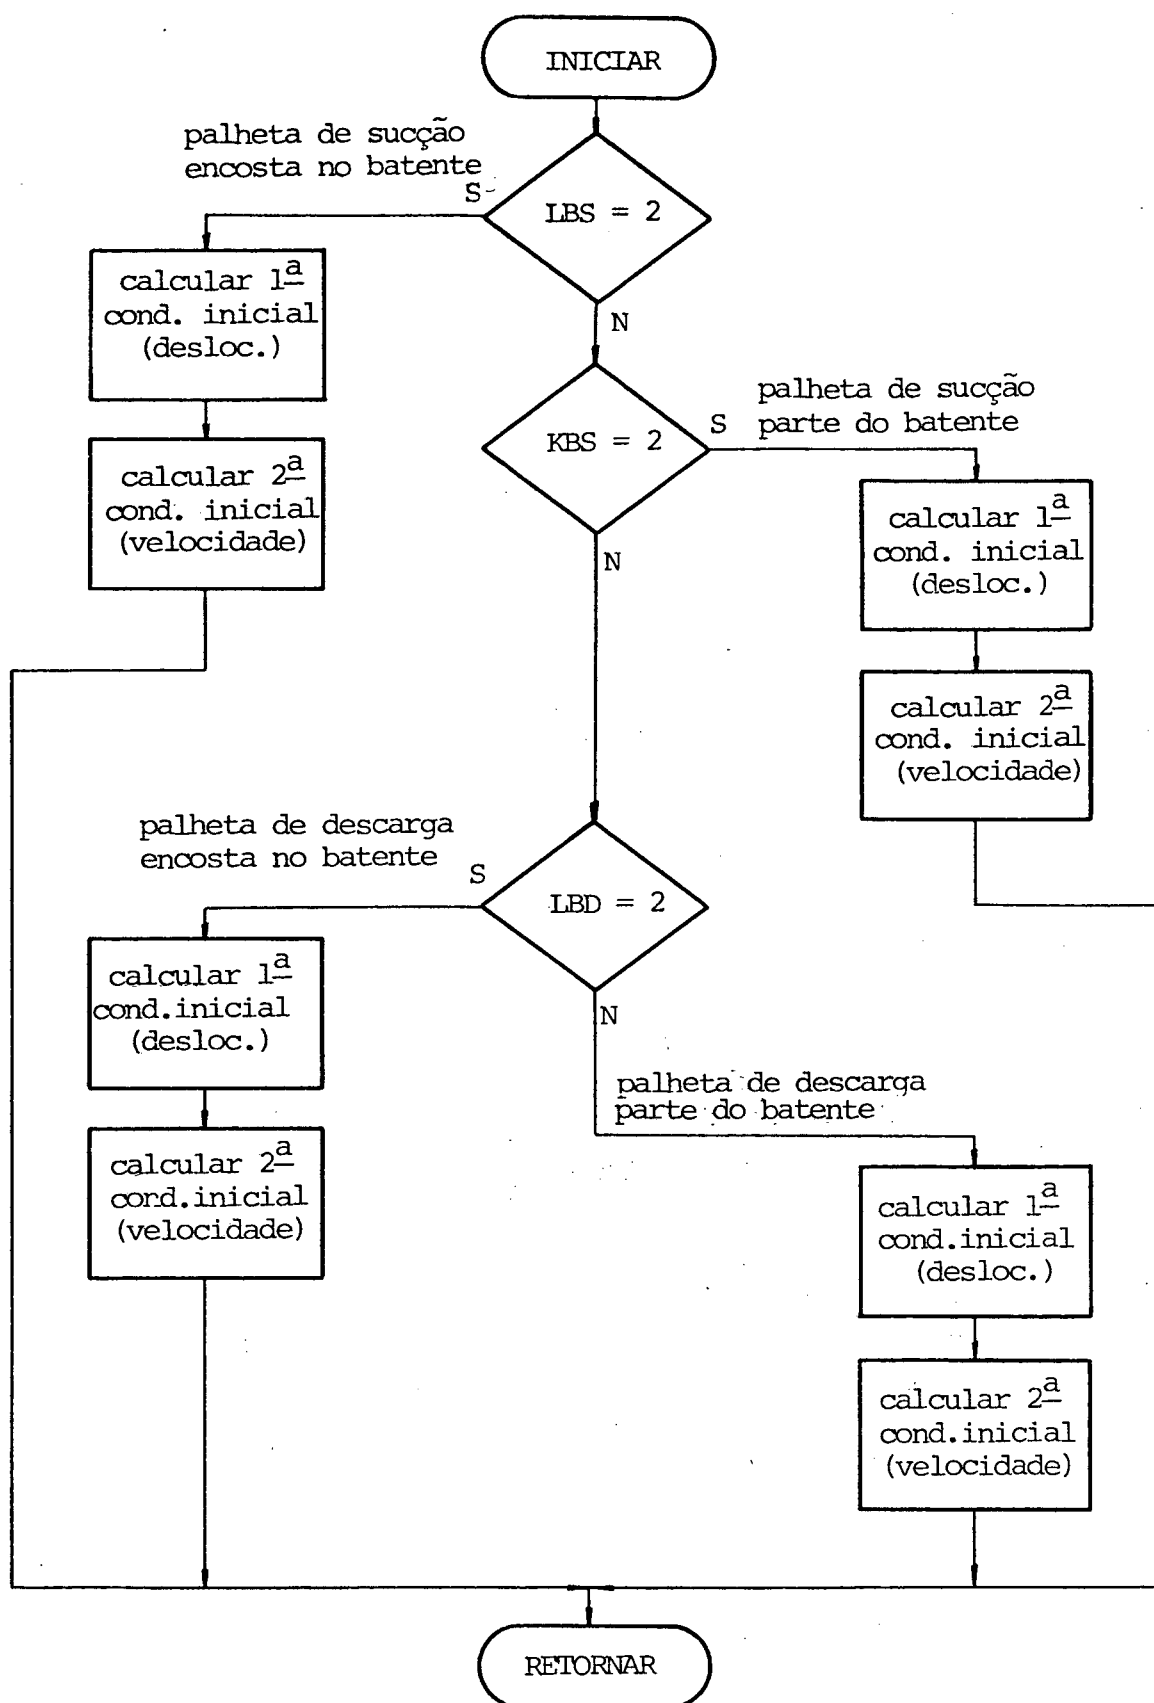 INICIAR
palheta de sucção
encosta no batente
S
LBS = 2
calcular 1ª
cond. inicial
(desloc.)
N
palheta de sucção
parte do batente
S
KBS = 2
calcular 2ª
cond. inicial
(velocidade)
calcular 1ª
cond. inicial
(desloc.)
N
calcular 2ª
cond. inicial
(velocidade)
palheta de descarga
encosta no batente
S
LBD = 2
calcular 1ª
cond.inicial
(desloc.)
N
palheta de descarga
parte do batente
calcular 2ª
cond.inicial
(velocidade)
calcular 1ª
cond.inicial
(desloc.)
calcular 2ª
cond.inicial
(velocidade)
RETORNAR